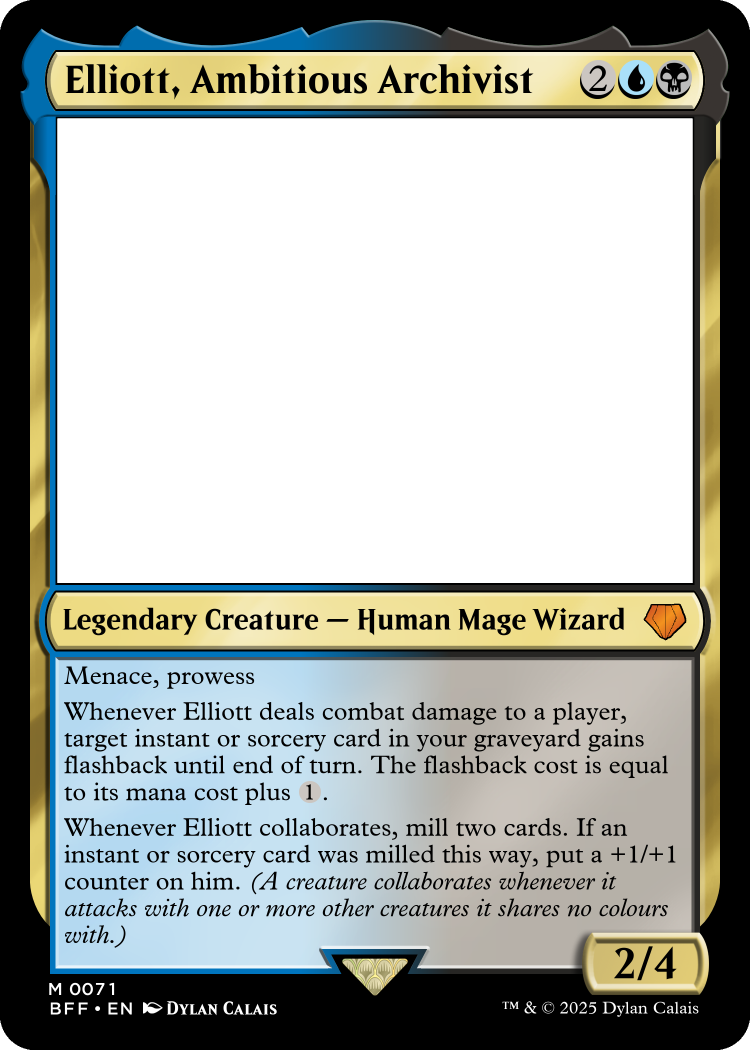 Elliott, Ambitious Archivist 2
Legendary Creature — Human Mage Wizard
Menace, prowess
Whenever Elliott deals combat damage to a player,
target instant or sorcery card in your graveyard gains
flashback until end of turn. The flashback cost is equal
to its mana cost plus 1.
Whenever Elliott collaborates, mill two cards. If an
instant or sorcery card was milled this way, put a +1/+1
counter on him. (A creature collaborates whenever it
attacks with one or more other creatures it shares no colours
with.)
2/4
M 0071
BFF • EN Dylan Calais
™ & © 2025 Dylan Calais